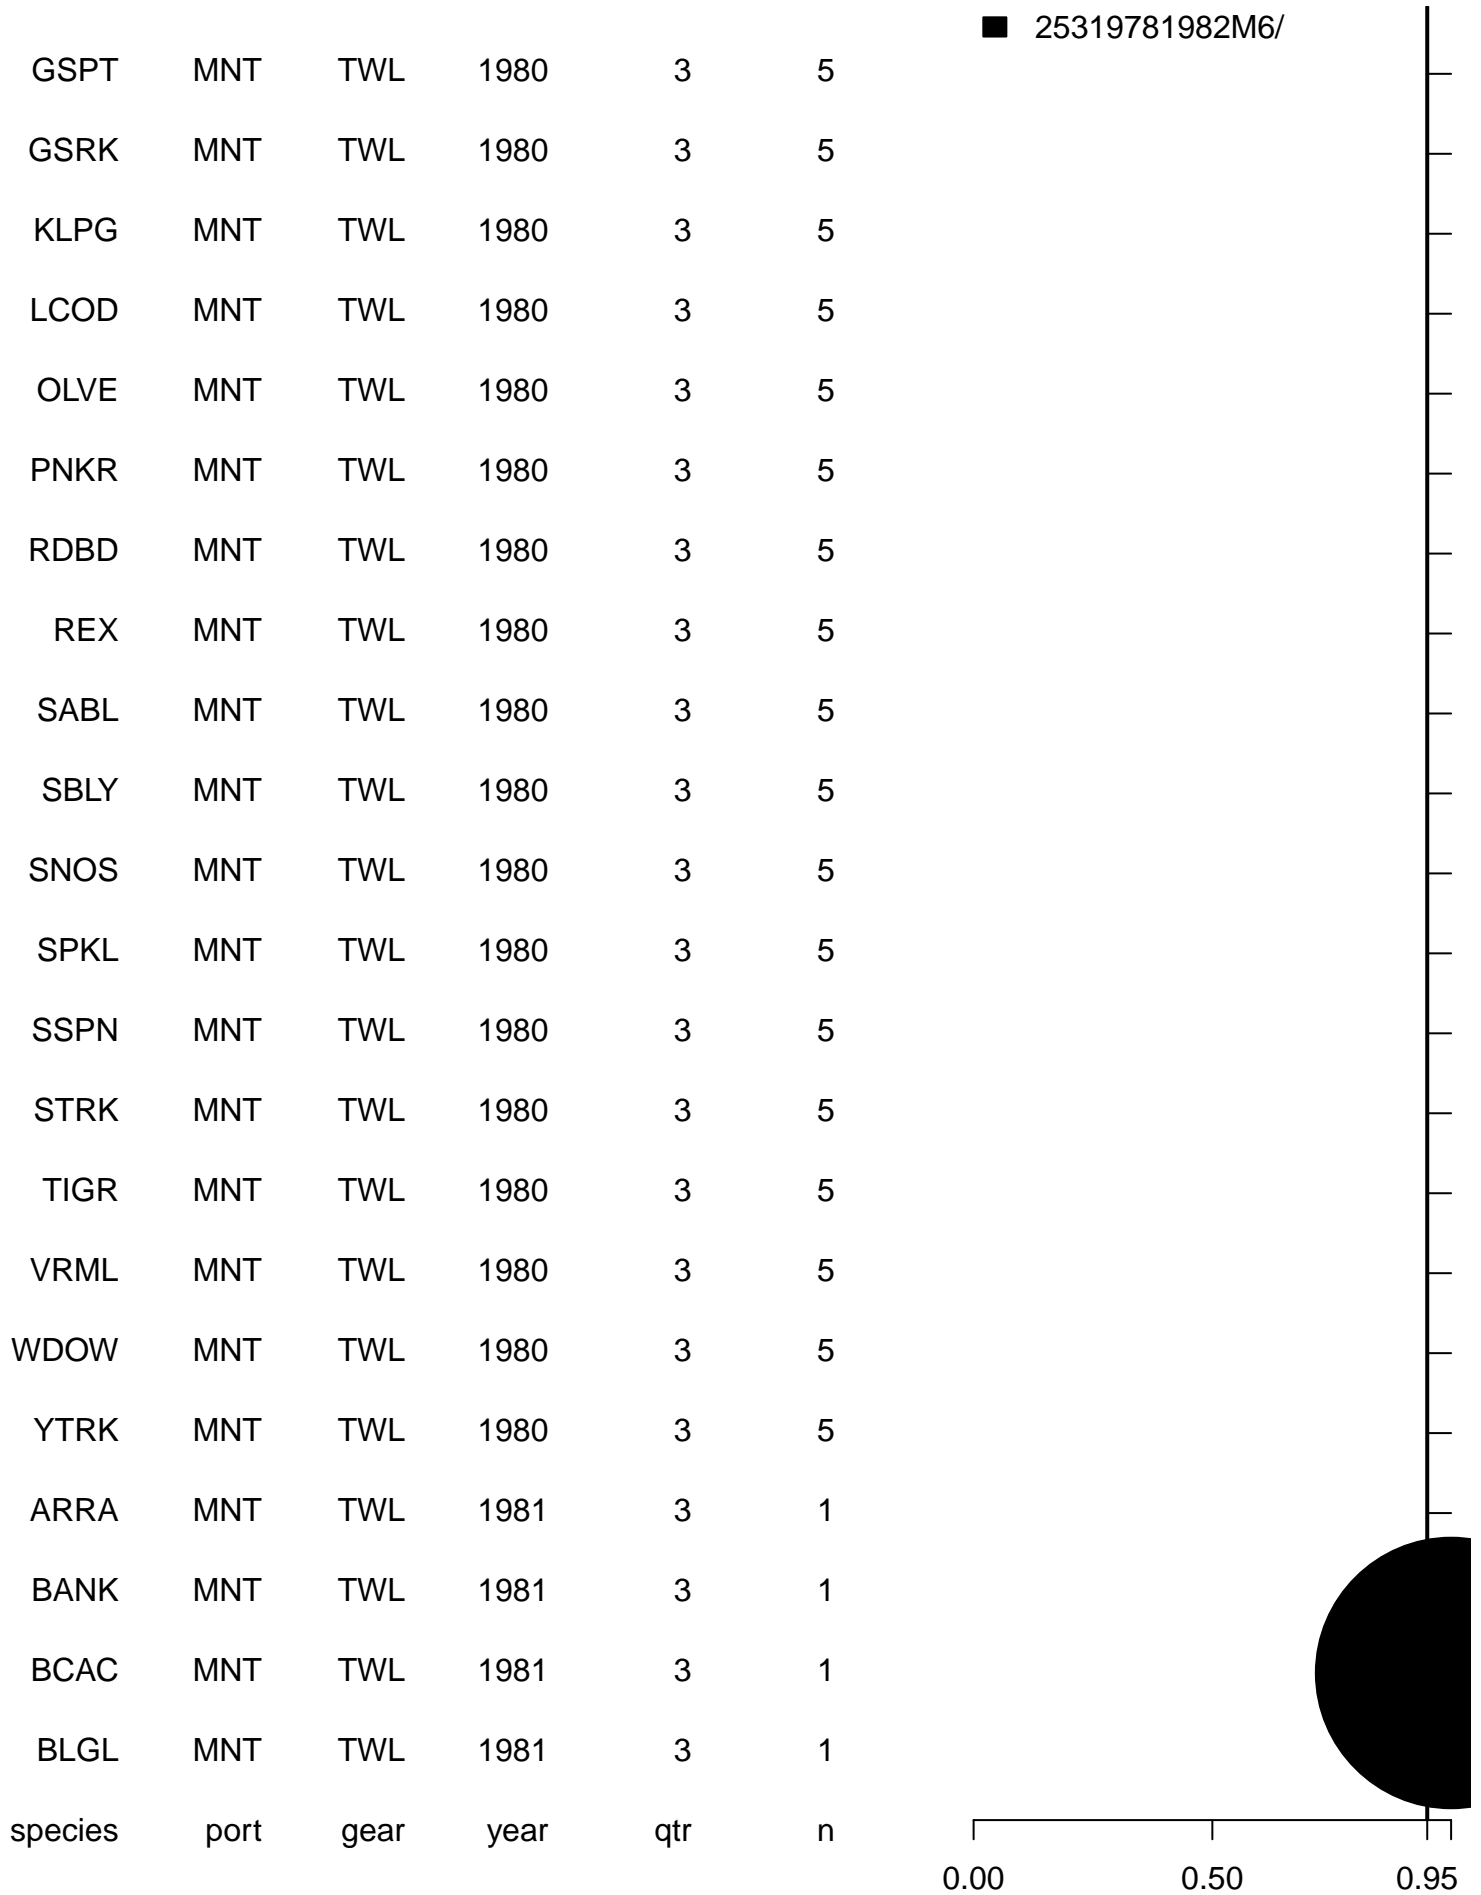 25319781982M6/
GSPT MNT TWL 1980 3 5
GSRK MNT TWL 1980 3 5
KLPG MNT TWL 1980 3 5
LCOD MNT TWL 1980 3 5
OLVE MNT TWL 1980 3 5
PNKR MNT TWL 1980 3 5
RDBD MNT TWL 1980 3 5
REX MNT TWL 1980 3 5
SABL MNT TWL 1980 3 5
SBLY MNT TWL 1980 3 5
SNOS MNT TWL 1980 3 5
SPKL MNT TWL 1980 3 5
SSPN MNT TWL 1980 3 5
STRK MNT TWL 1980 3 5
TIGR MNT TWL 1980 3 5
VRML MNT TWL 1980 3 5
WDOW MNT TWL 1980 3 5
YTRK MNT TWL 1980 3 5
ARRA MNT TWL 1981 3 1
BANK MNT TWL 1981 3 1
BCAC MNT TWL 1981 3 1
BLGL MNT TWL 1981 3 1
species port gear year qtr n
0.00 0.50 0.95